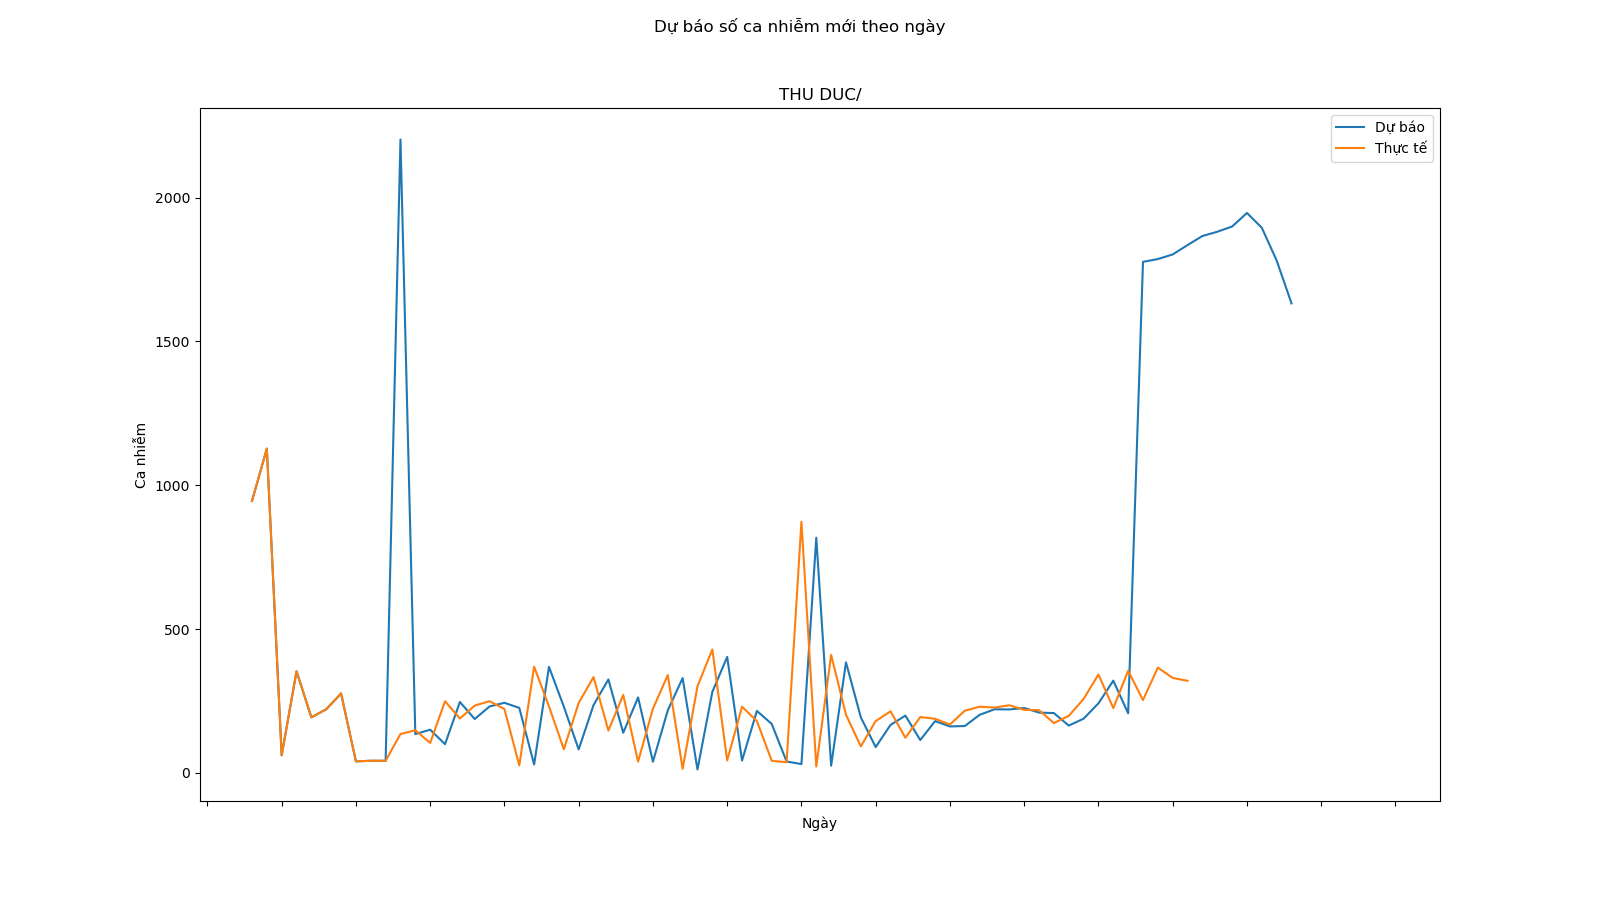 Dự báo số ca nhiễm mới theo ngày
THU DUC/
Dự báo
Thực tế
2000
1500
1000
500
0
Ca nhiễm
Ngày